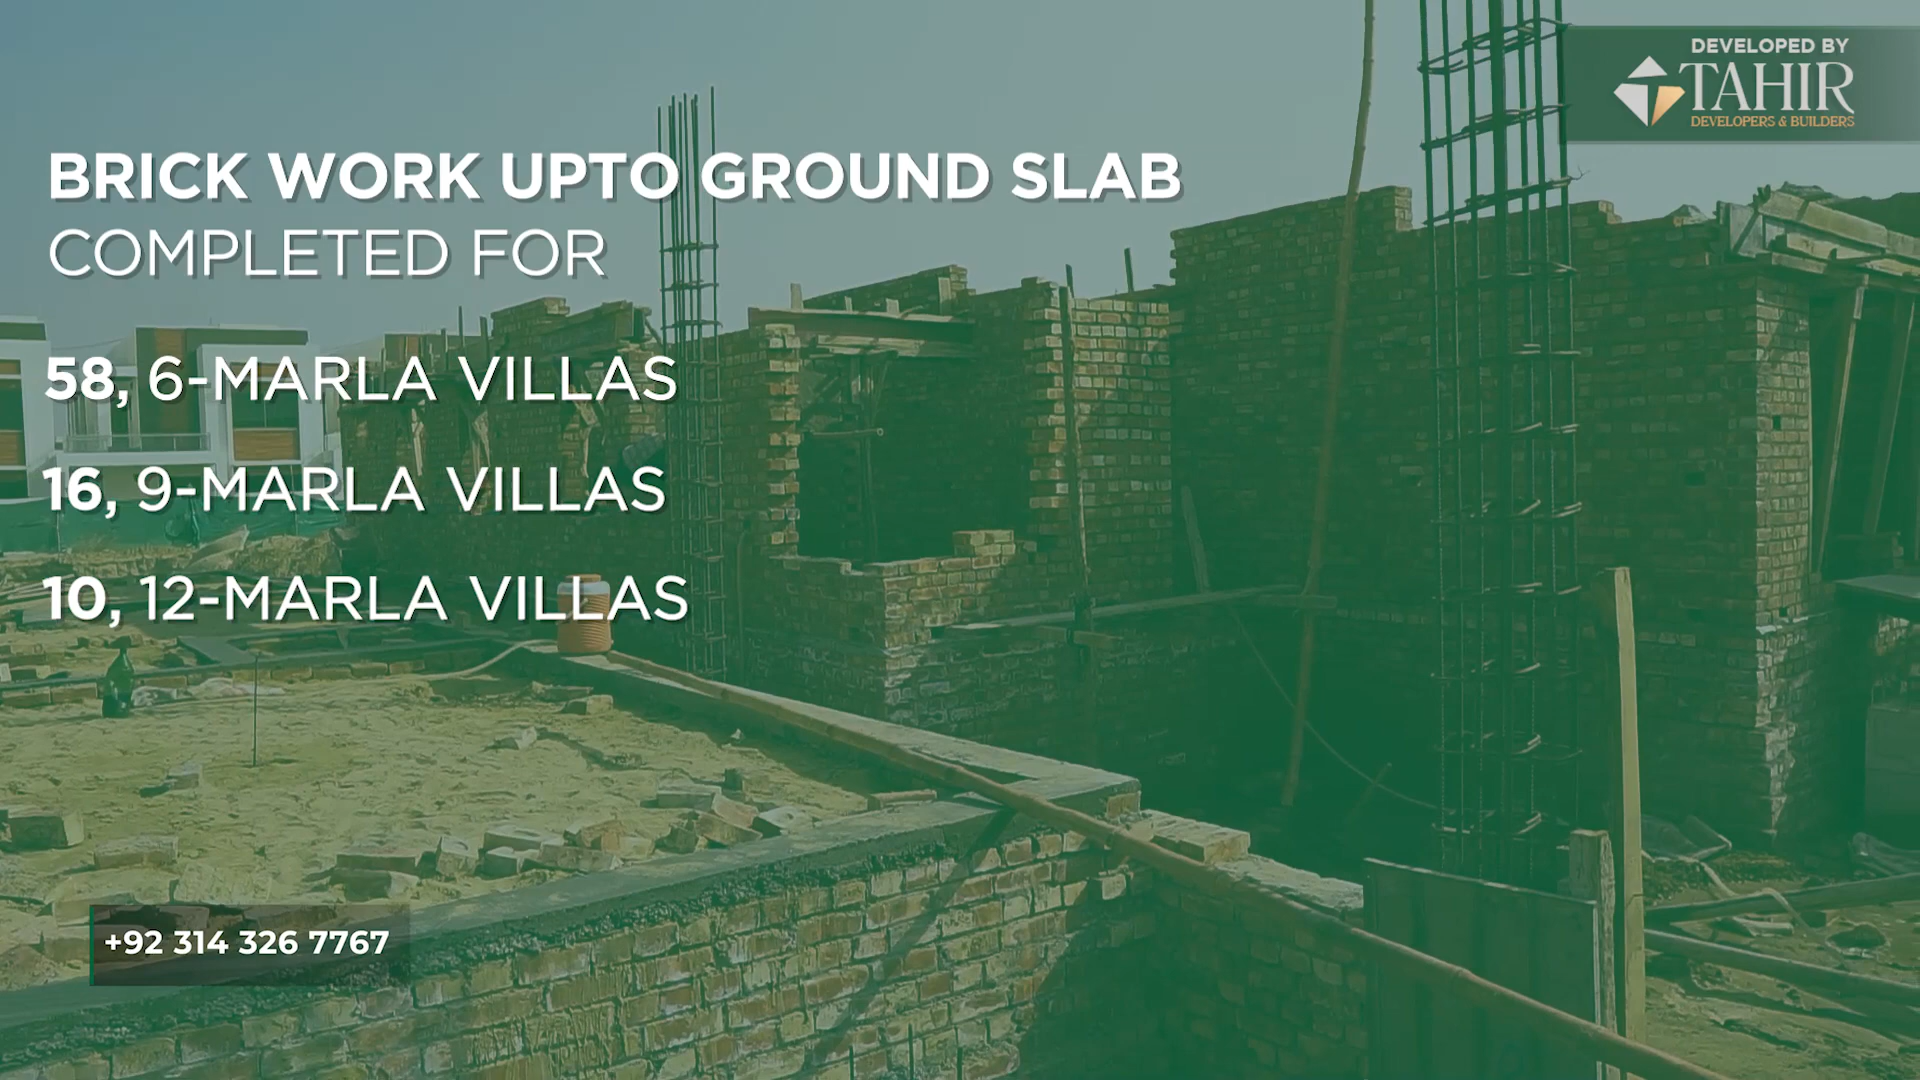 DEVELOPED BY
TAHIR
DEVELOPERS & BUILDERS
BRICK WORK UPTO GROUND SLAB
COMPLETED FOR
58, 6-MARLA VILLAS
16, 9-MARLA VILLAS
10, 12-MARLA VILLAS
+92 314 326 7767